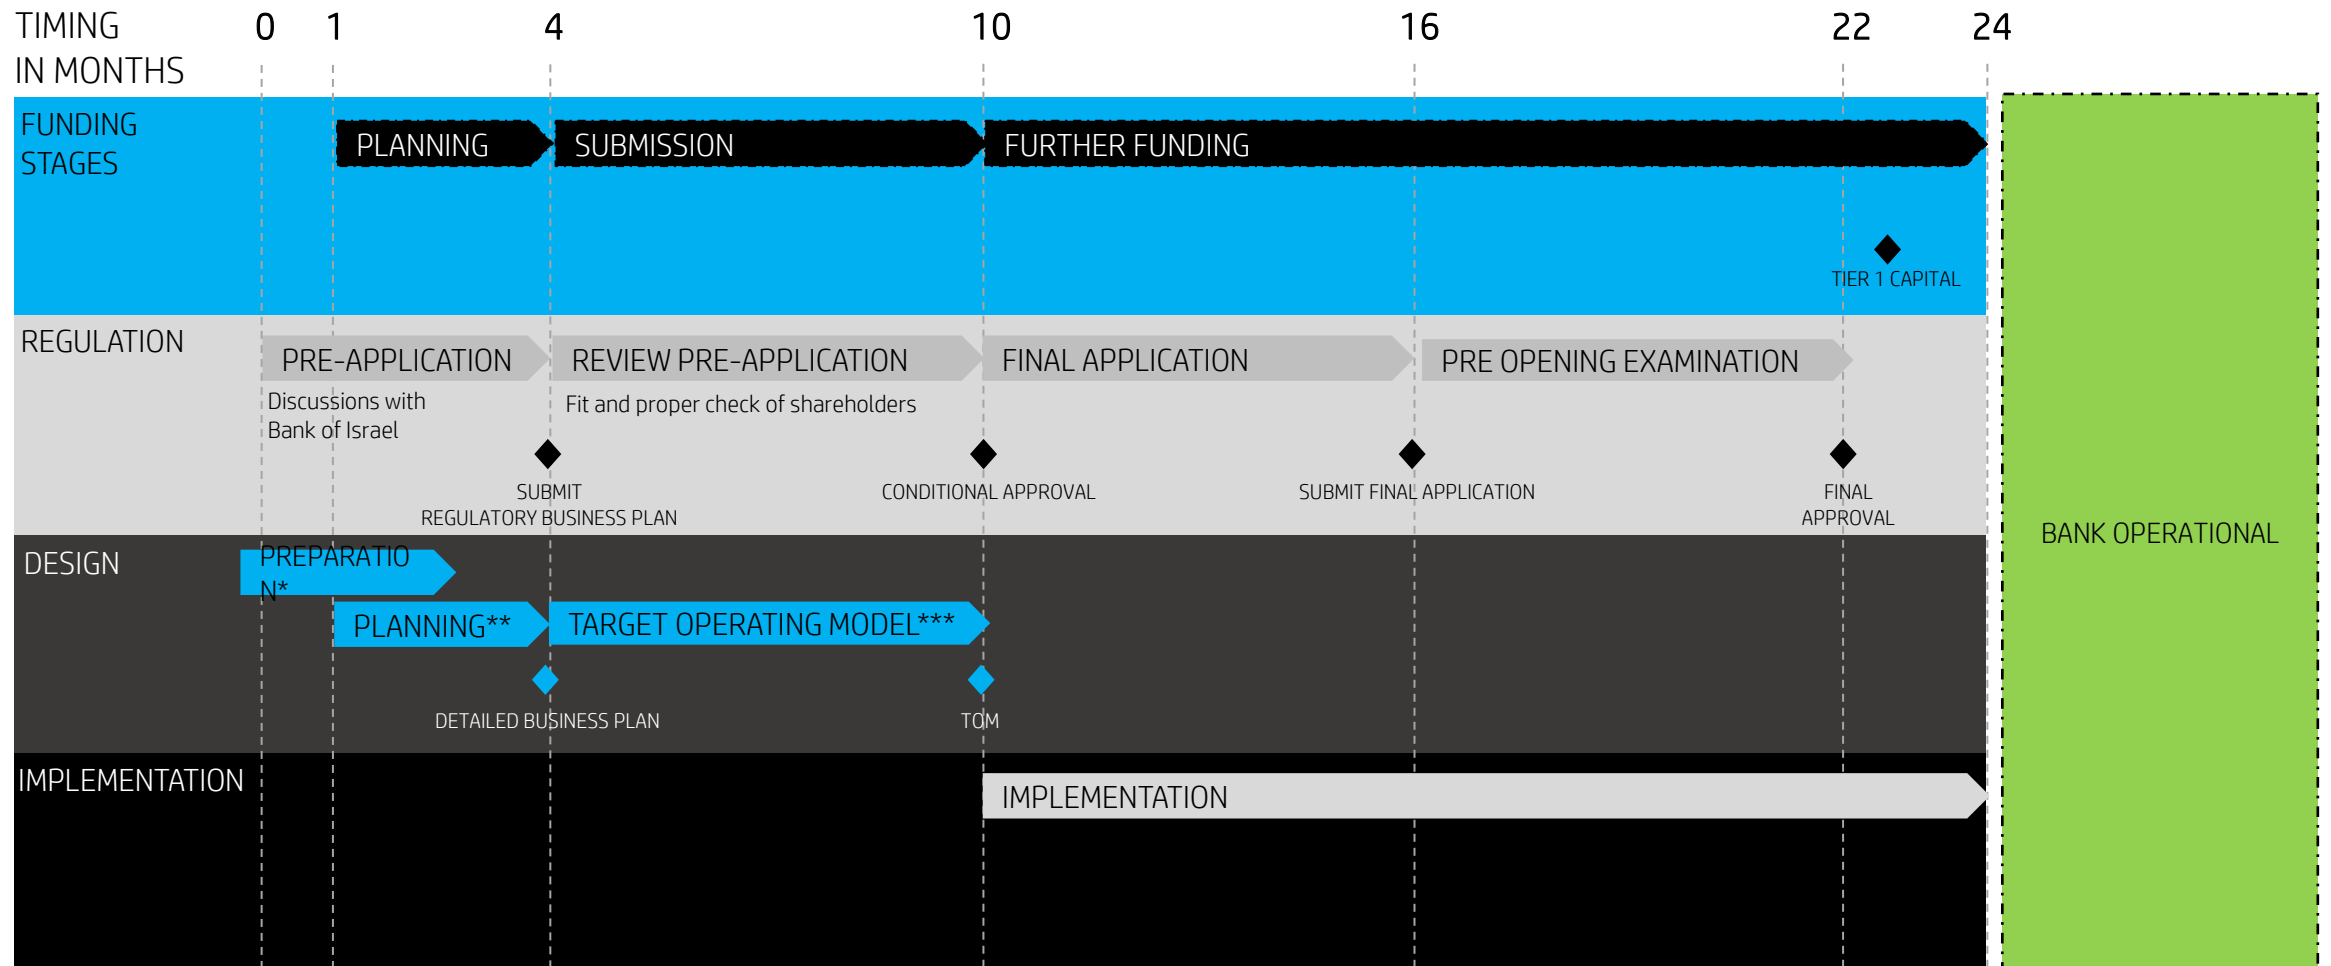 TIMING
IN MONTHS
0 1 4 10 16 22 24
FUNDING
STAGES
PLANNING
SUBMISSION
FURTHER FUNDING
TIER 1 CAPITAL
REGULATION
PRE-APPLICATION
REVIEW PRE-APPLICATION
FINAL APPLICATION
PRE OPENING EXAMINATION
Discussions with
Bank of Israel
Fit and proper check of shareholders
SUBMIT
REGULATORY BUSINESS PLAN
CONDITIONAL APPROVAL
SUBMIT FINAL APPLICATION
FINAL
APPROVAL
BANK OPERATIONAL
DESIGN
PREPARATIO
N*
PLANNING**
TARGET OPERATING MODEL***
DETAILED BUSINESS PLAN
TOM
IMPLEMENTATION
IMPLEMENTATION